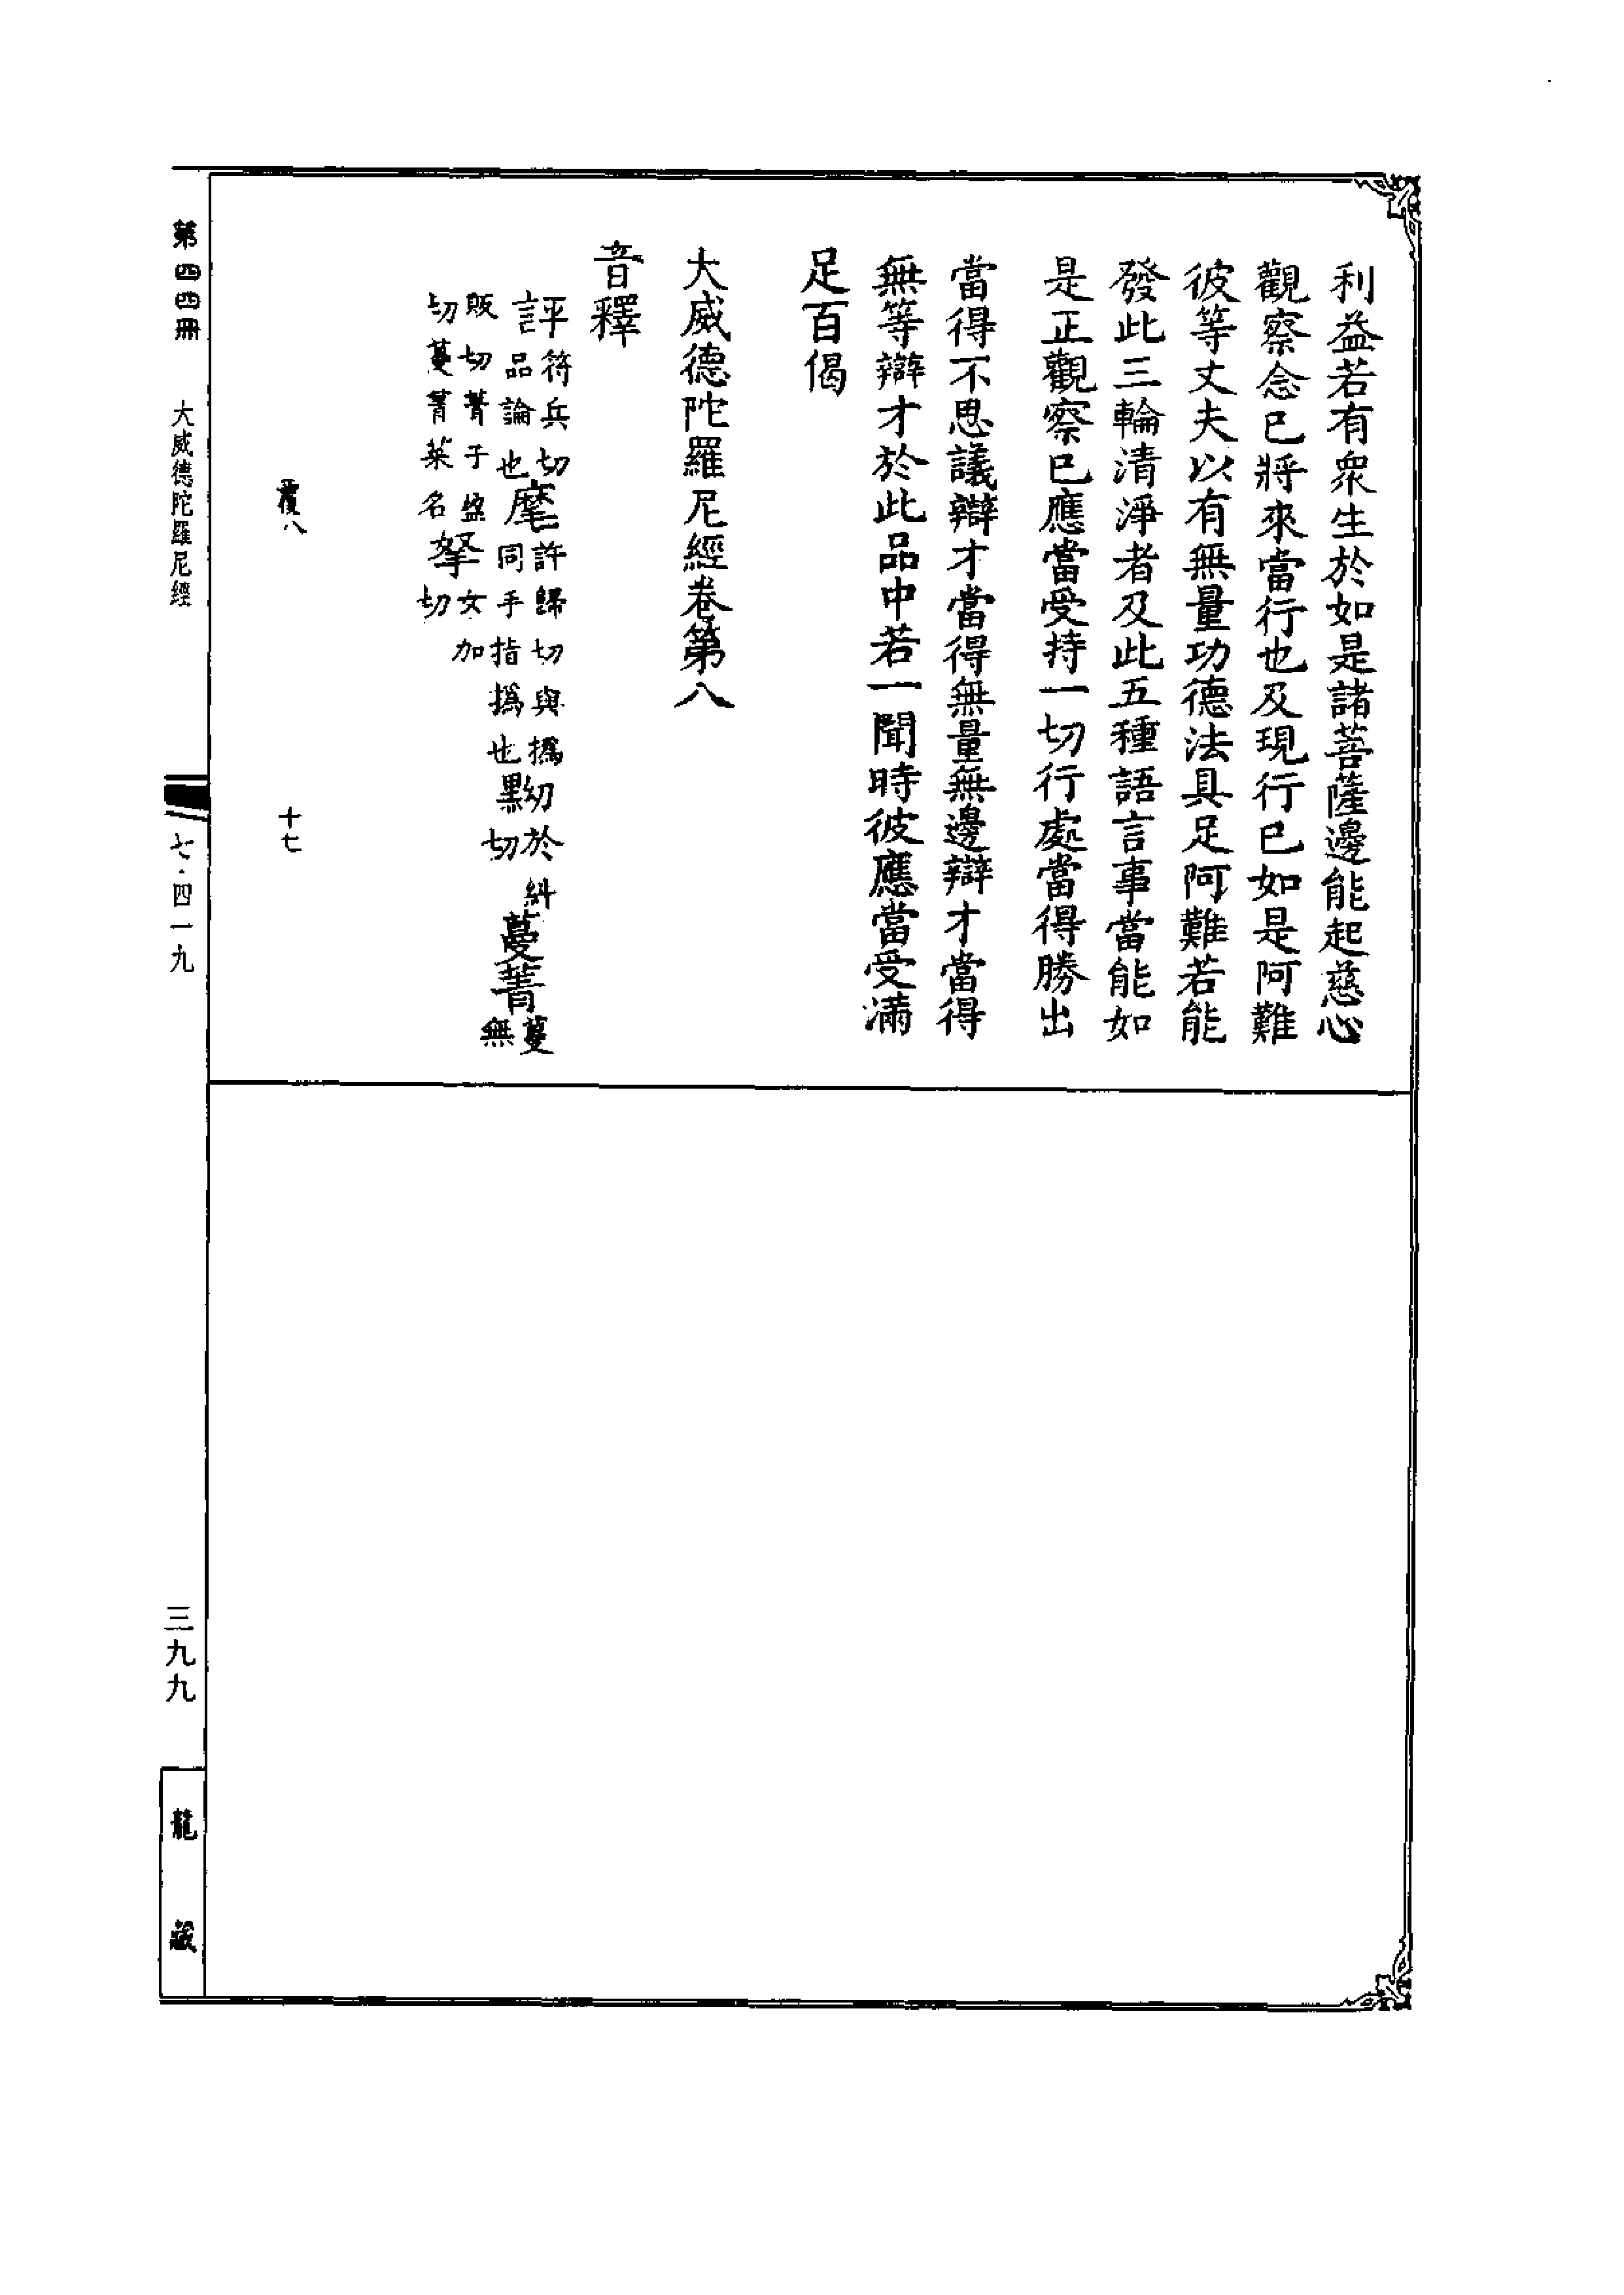 利益若有眾生於如是諸菩薩邊能起慈心
觀察念已將來當行也及現行已如是阿難
彼等丈夫以有無量功德法具足阿難若能
發此三輪清淨者及此五種語言事當能如
是正觀察已應當受持一切行處當得勝出
當得不思議辯才當得無量無邊辯才當得
無等辯才於此品中若一聞時彼應當受滿
足百偈
大威德陀羅尼經卷第八
音釋
評符兵切品論也麾許歸切與撝同手指撝也黝於糾切蔓菁蔓無
販切菁子盈切蔓菁菜名拏女加切
覆八
十七
第四四冊
大威德陀羅尼經
七·四一九
三九九
龍藏